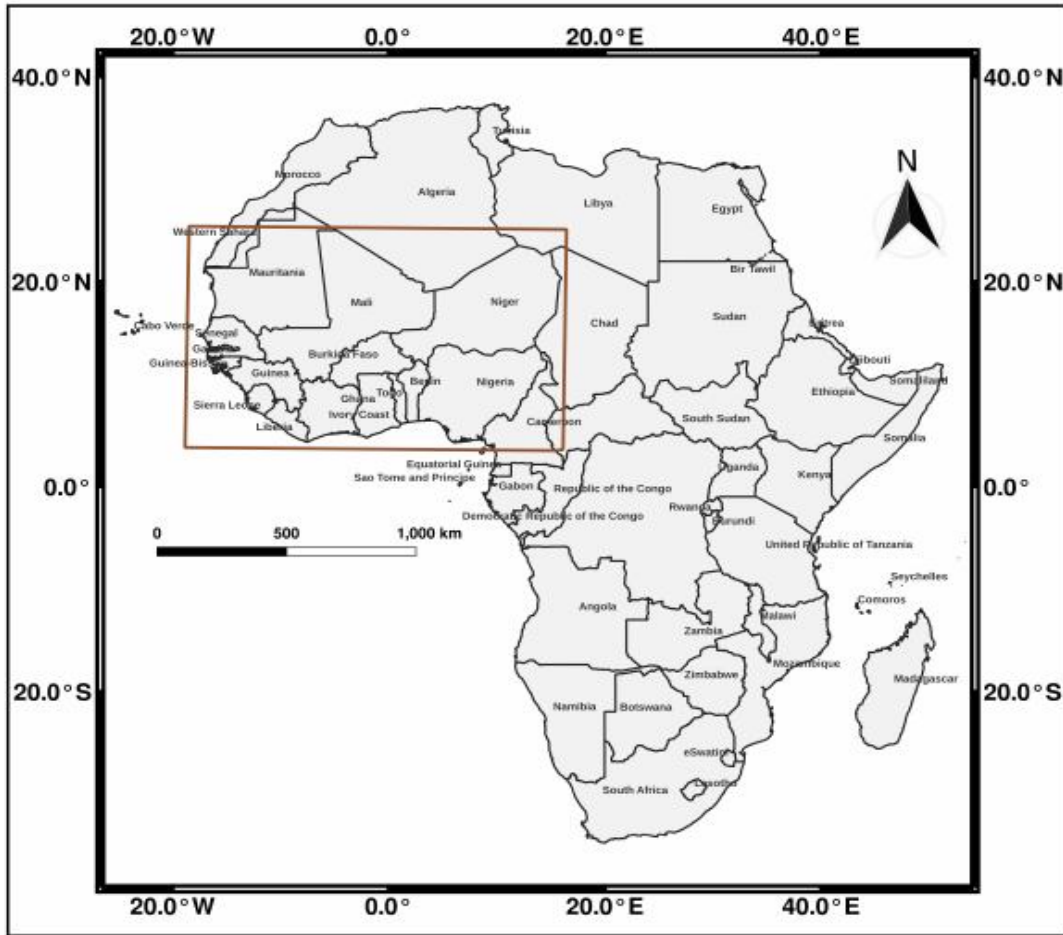 20.0°W 0.0° 20.0°E 40.0°E
40.0°N 40.0°N
Tunisia
N
Morocco
Algeria
Libya
Egypt
Western Sahara
Bir Tawil
Mauritania
20.0°N 20.0°N
Mali
Niger
Sudan
Chad
Cabo Verde
Eritrea
Senegal
Burkina Faso
Djibouti
Guinea-Bissau
Guinea
Benin
Nigeria
Somaliland
Togo
Ethiopia
Ghana
Sierra Leone
Ivory Coast
South Sudan
Liberia
Cameroon
Somalia
Equatorial Guinea
Uganda
Kenya
Sao Tome and Principe
0.0° 0.0°
Gabon
Republic of the Congo
Rwanda
Democratic Republic of the Congo
Burundi
0 500 1,000 km
United Republic of Tanzania
Seychelles
Comoros
Angola
Malawi
Zambia
Mozambique
Zimbabwe
Madagascar
20.0°S 20.0°S
Namibia
Botswana
eSwatini
Lesotho
South Africa
20.0°W 0.0° 20.0°E 40.0°E